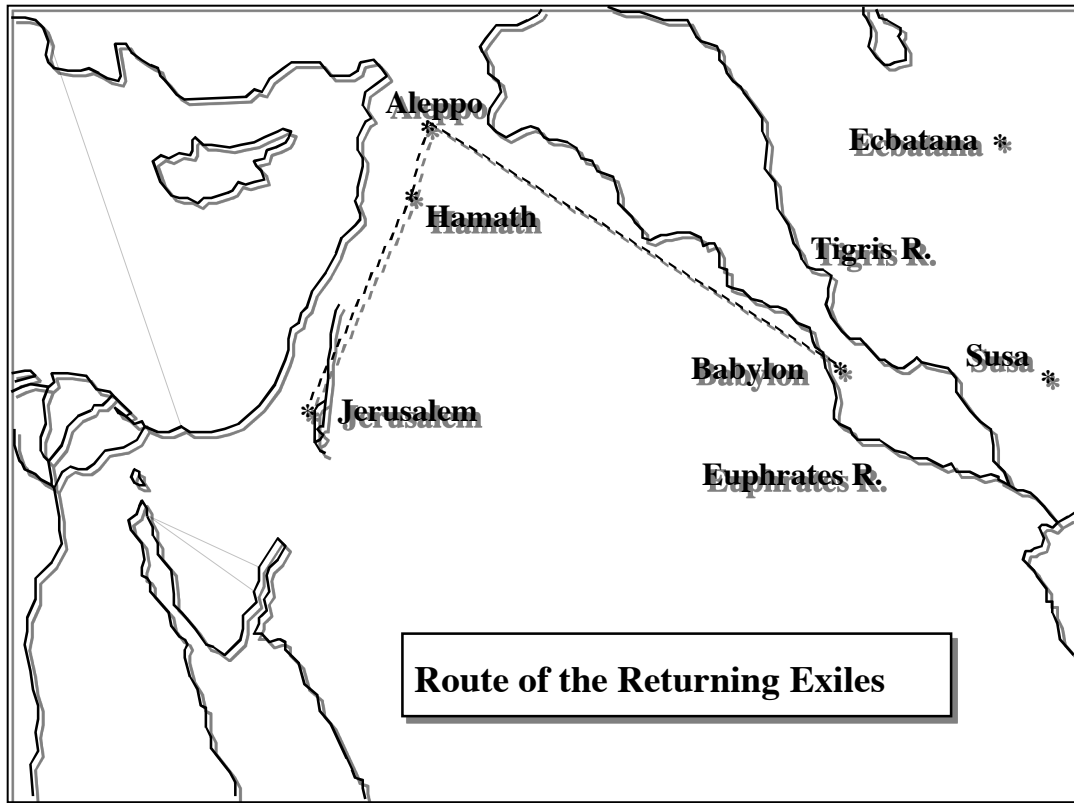 Aleppo
Ecbatana
Hamath
Tigris R.
Susa
Babylon
Jerusalem
Euphrates R.
Route of the Returning Exiles